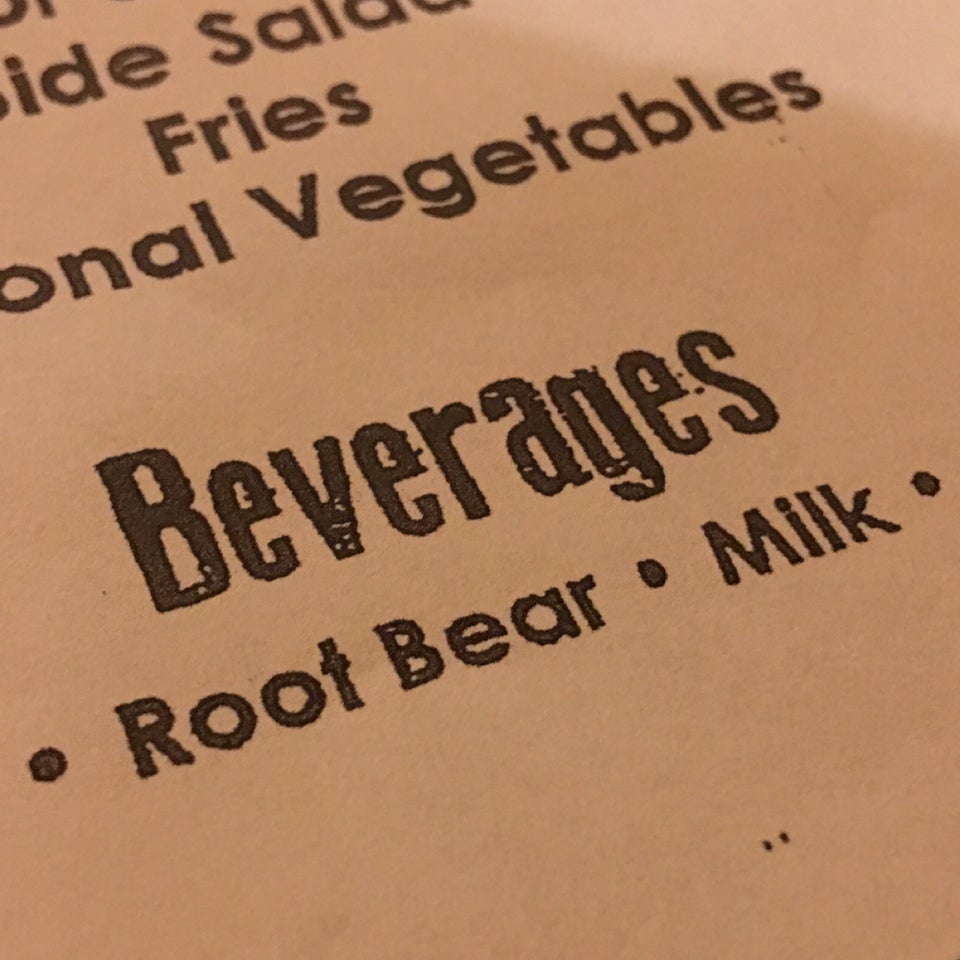 Side Salad
Fries
onal Vegetables
Beverages
• Root Bear • Milk •